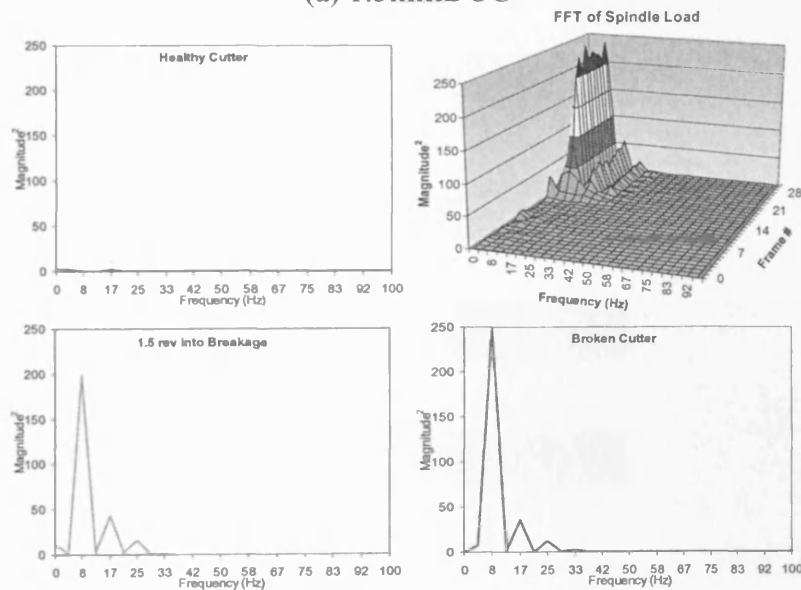 FFT of Spindle Load
Healthy Cutter
Magnitude²
250
200
150
100
50
0
0 8 17 25 33 42 50 58 67 75 83 92 100
Frequency (Hz)
Magnitude²
250
200
150
100
50
0
0 8 17 25 33 42 50 58 67 75 83 92
Frequency (Hz)
0 7 14 21 28
Frame #
1.5 rev into Breakage
Magnitude²
250
200
150
100
50
0
0 8 17 25 33 42 50 58 67 75 83 92 100
Frequency (Hz)
Broken Cutter
Magnitude²
250
200
150
100
50
0
0 8 17 25 33 42 50 58 67 75 83 92 100
Frequency (Hz)